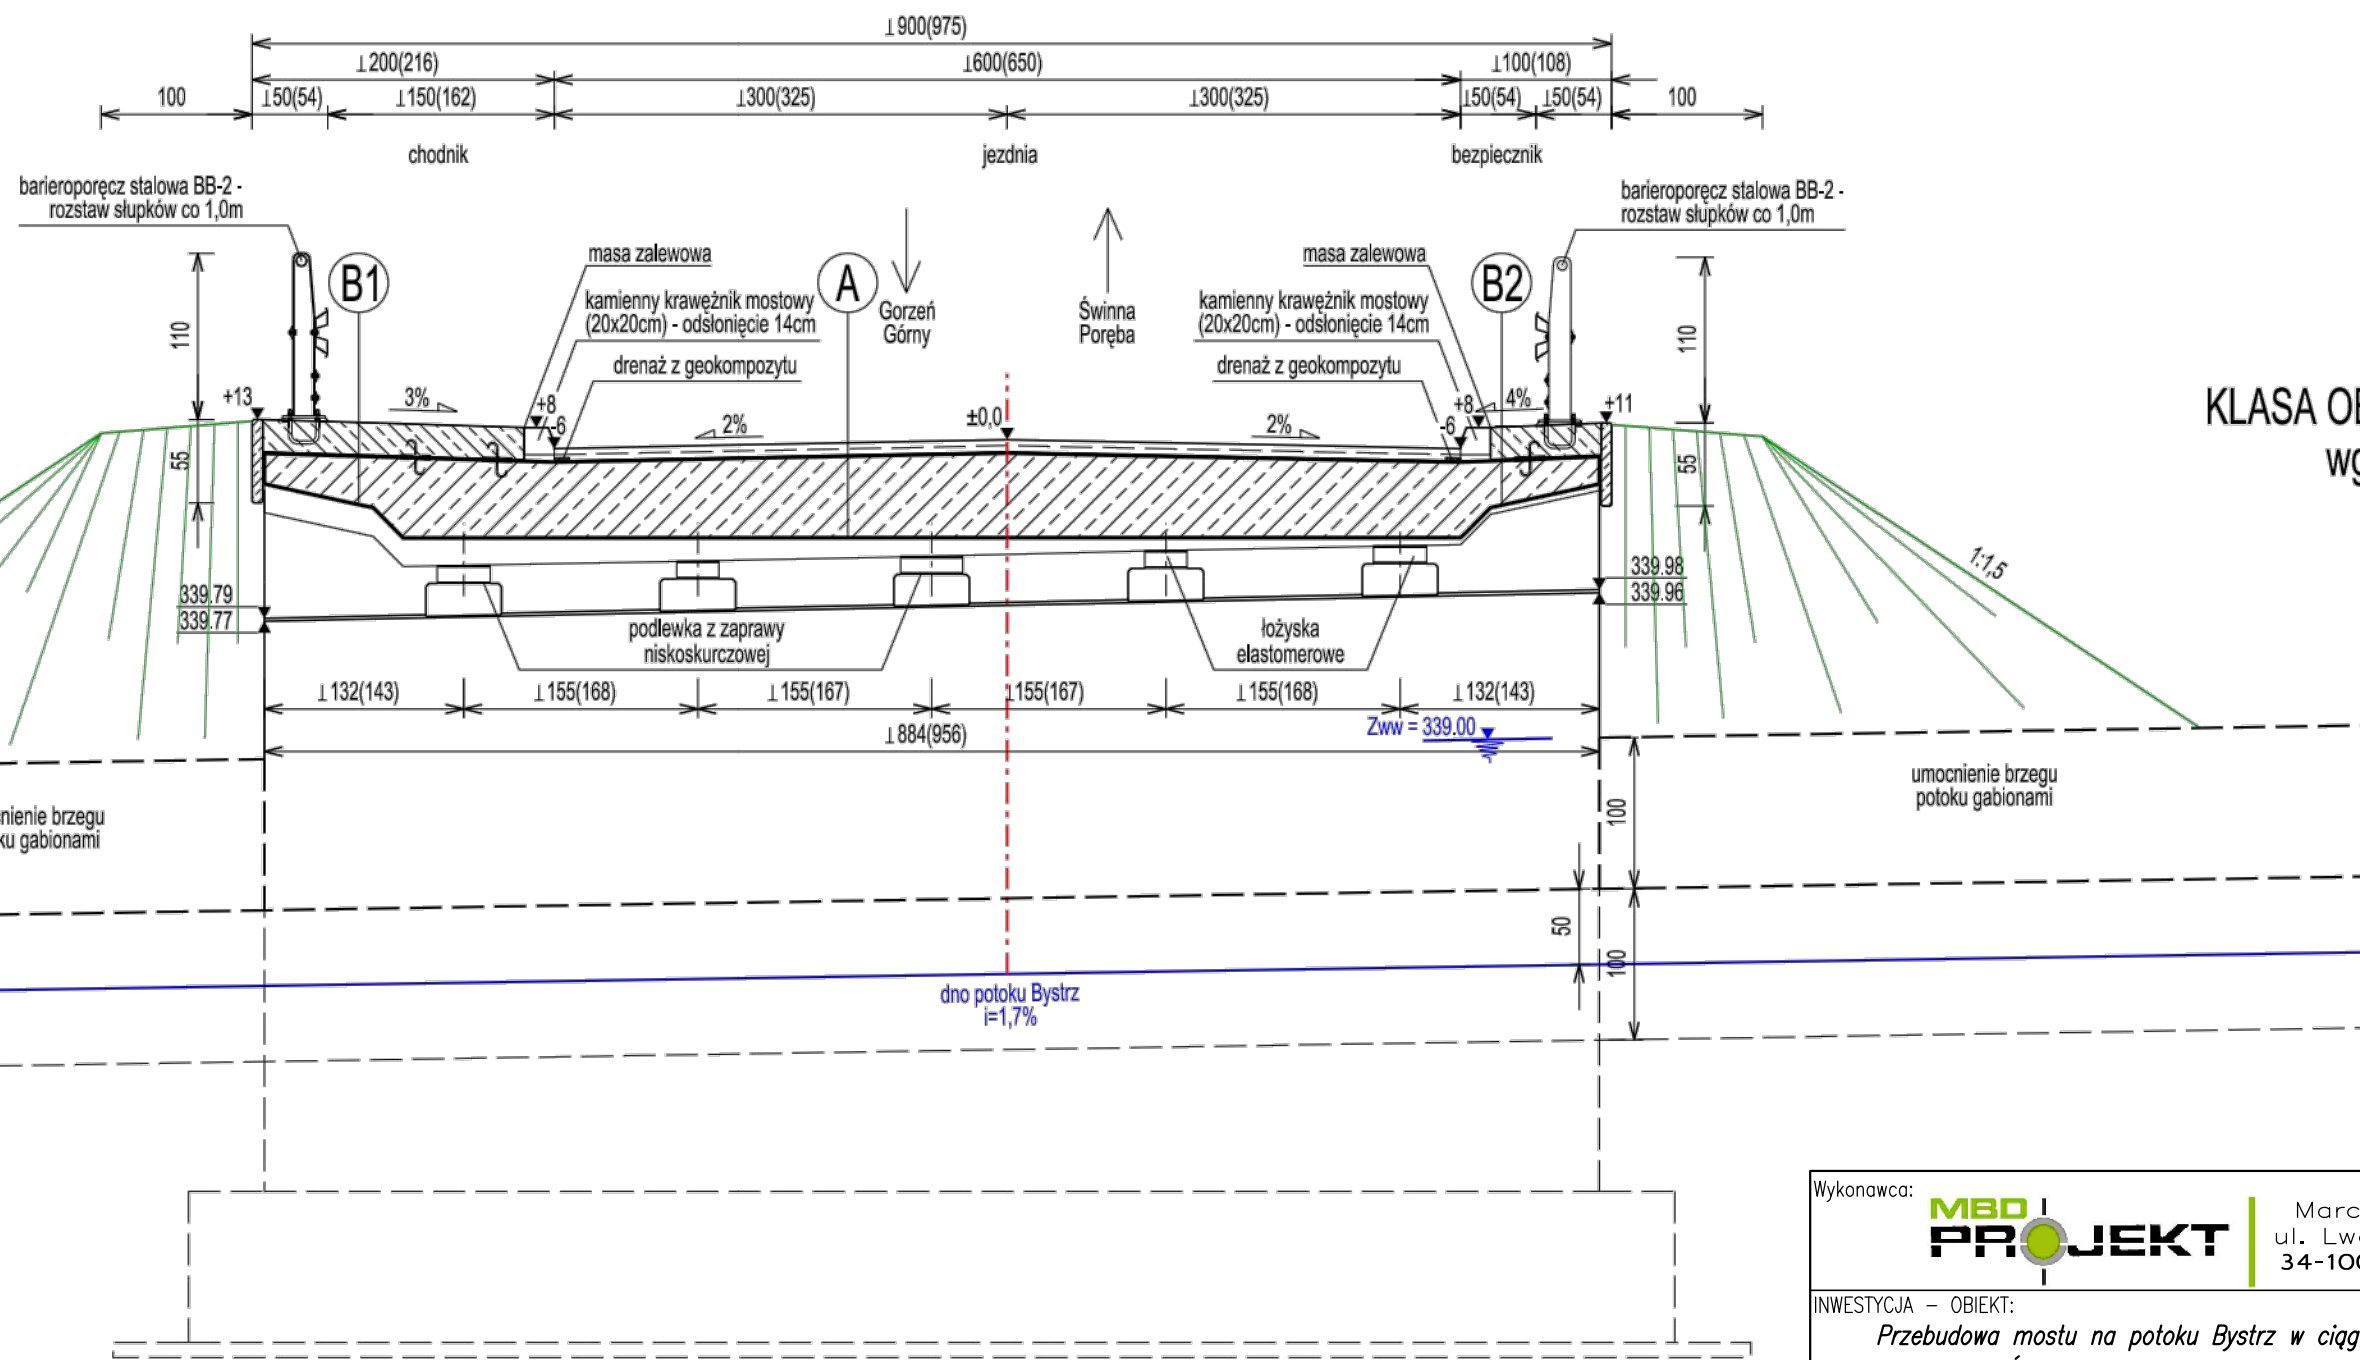 ⊥900(975)
⊥200(216) ⊥600(650) ⊥100(108)
100 ⊥50(54) ⊥150(162) ⊥300(325) ⊥300(325) ⊥50(54) ⊥50(54) 100
chodnik jezdnia bezpiecznik
barieroporęcz stalowa BB-2 -
rozstaw słupków co 1,0m
barieroporęcz stalowa BB-2 -
rozstaw słupków co 1,0m
B1
masa zalewowa
kamienny krawężnik mostowy
(20x20cm) - odsłonięcie 14cm
drenaż z geokompozytu
A
Gorzeń
Górny
Świnna
Poręba
masa zalewowa
kamienny krawężnik mostowy
(20x20cm) - odsłonięcie 14cm
drenaż z geokompozytu
B2
110
110
+13 3% +8 -6 2% ±0,0 2% -6 +8 4% +11
55
55
KLASA
1:1,5
339.79
339.77
339.98
339.96
podlewka z zaprawy
niskoskurczowej
łożyska
elastomerowe
⊥132(143) ⊥155(168) ⊥155(167) ⊥155(167) ⊥155(168) ⊥132(143)
Zww = 339.00
⊥884(956)
umocnienie brzegu
potoku gabionami
brzegu
gabionami
100
50
100
dno potoku Bystrz
i=1,7%
Wykonawca:
MBD
PROJEKT
ul.
INWESTYCJA – OBIEKT:
Przebudowa mostu na potoku Bystrz w